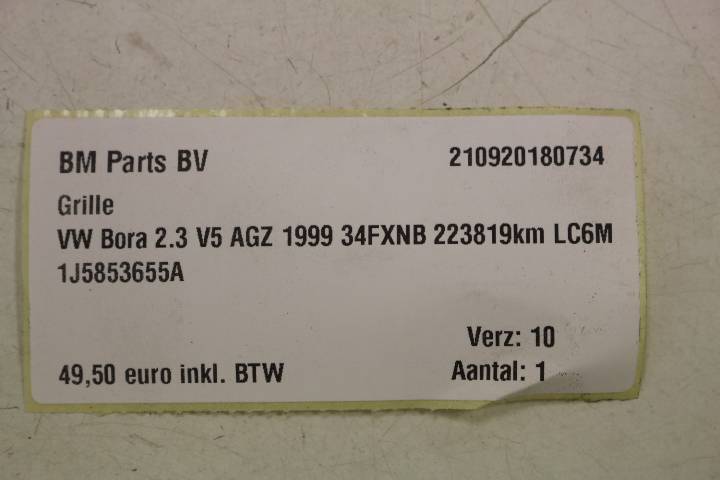 BM Parts BV 210920180734
Grille
VW Bora 2.3 V5 AGZ 1999 34FXNB 223819km LC6M
1J5853655A
Verz: 10
49,50 euro inkl. BTW Aantal: 1